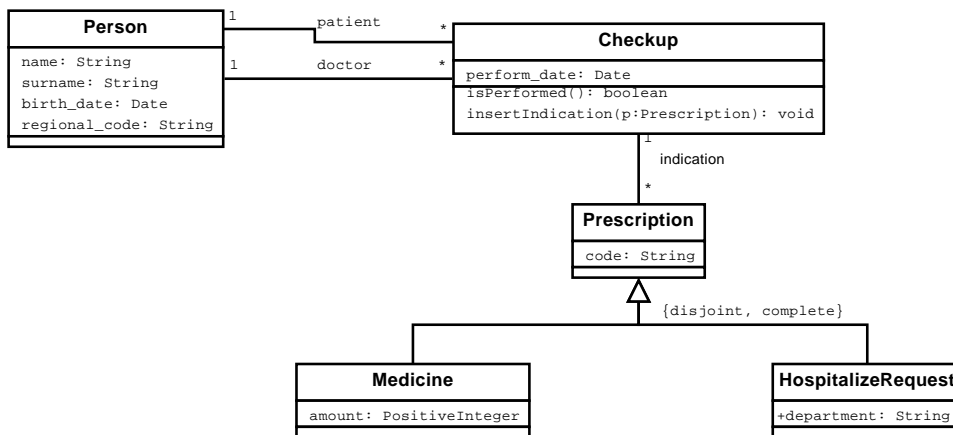 Person
name: String
surname: String
birth_date: Date
regional_code: String
1
patient
*
1
doctor
*
Checkup
perform_date: Date
isPerformed(): boolean
insertIndication(p:Prescription): void
1
indication
*
Prescription
code: String
{disjoint, complete}
Medicine
amount: PositiveInteger
HospitalizeRequest
+department: String